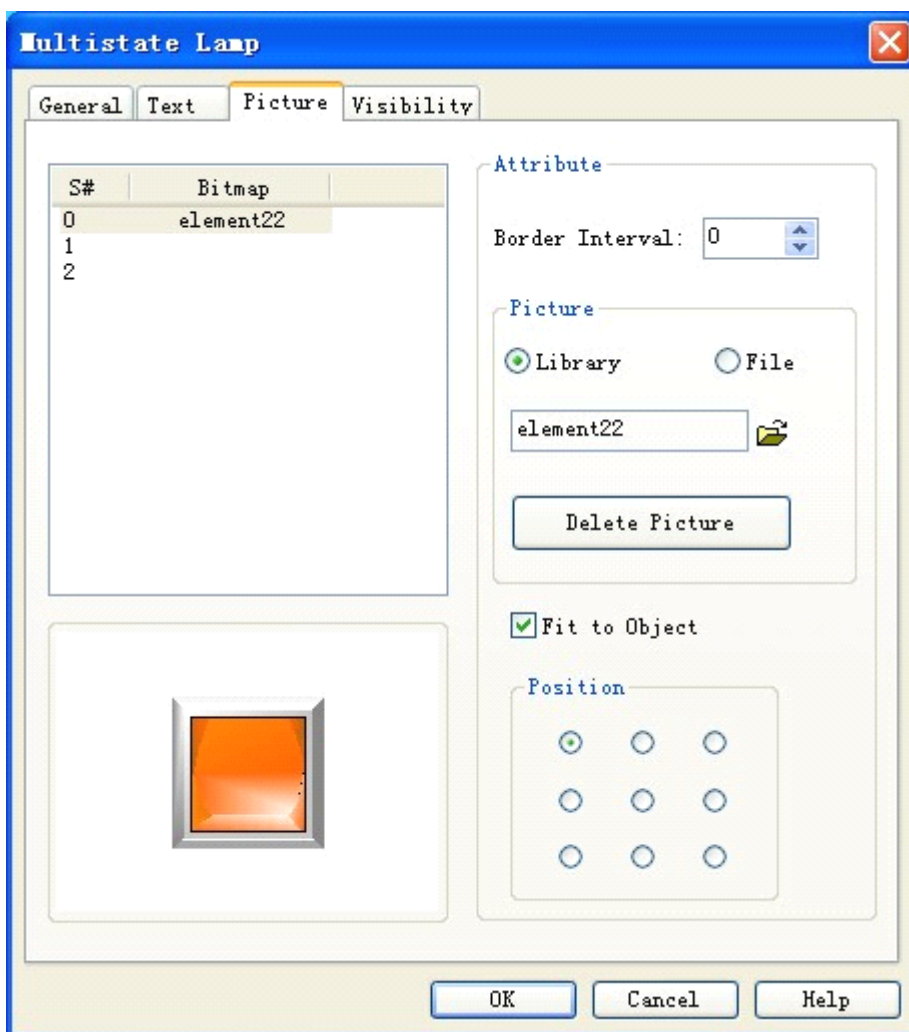 Multistate Lamp
General Text Picture Visibility
S# Bitmap
0 element22
1
2
Attribute
Border Interval: 0
Picture
Library File
element22
Delete Picture
Fit to Object
Position
OK Cancel Help